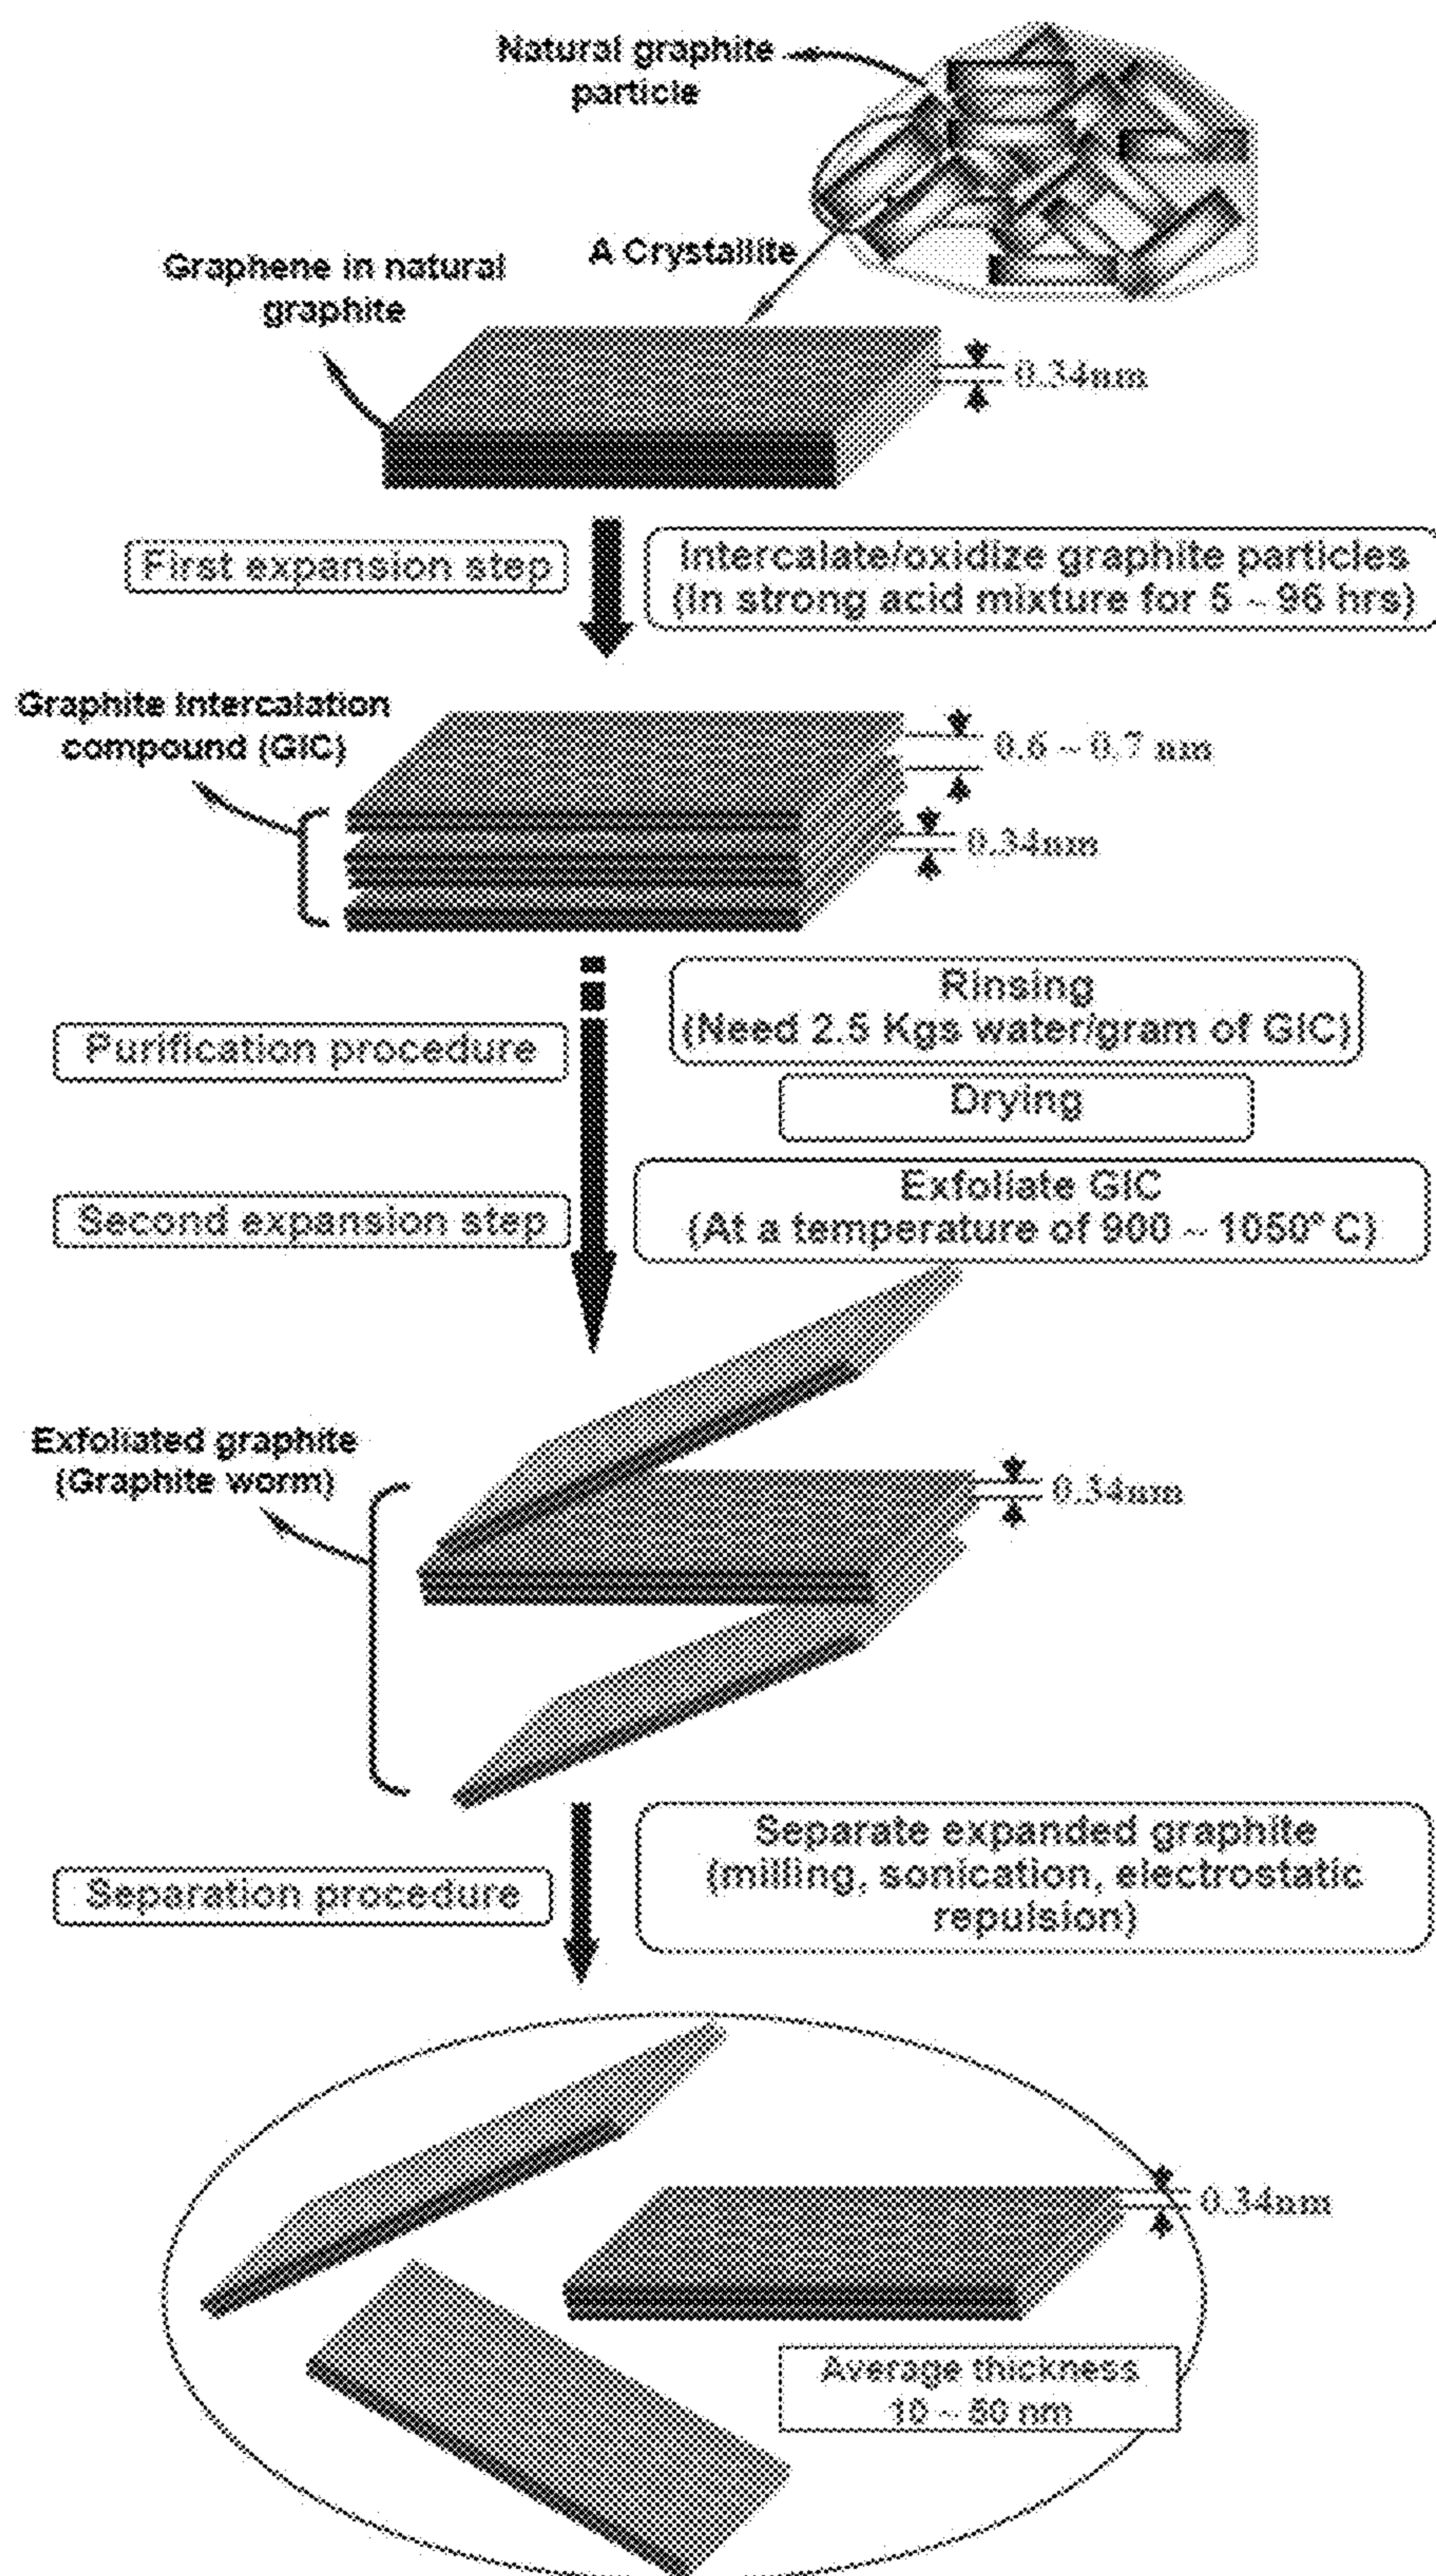 Natural graphite
particle
A Crystallite
Graphene in natural
graphite
0.34nm
First expansion step
Intercalate/oxidize graphite particles
(In strong acid mixture for 5 ~ 96 hrs)
Graphite Intercalation
compound (GIC)
0.6 ~ 0.7 nm
0.34nm
Rinsing
(Need 2.5 Kgs water/gram of GIC)
Purification procedure
Drying
Exfoliate GIC
(At a temperature of 900 ~ 1050° C)
Second expansion step
Exfoliated graphite
(Graphite worm)
0.34nm
Separate expanded graphite
(milling, sonication, electrostatic
repulsion)
Separation procedure
0.34nm
Average thickness
10 ~ 80 nm